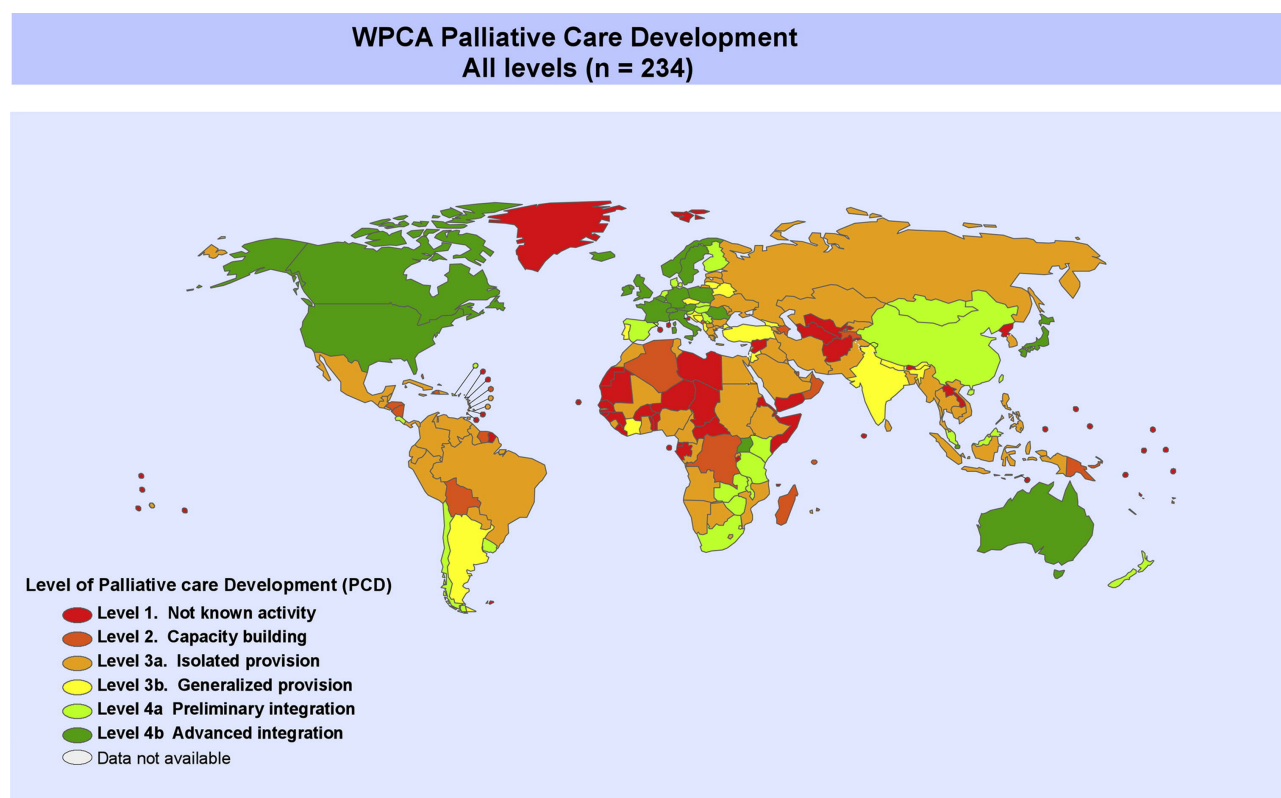 WPCA Palliative Care Development
All levels (n = 234)
Level of Palliative care Development (PCD)
Level 1.  Not known activity
Level 2.  Capacity building
Level 3a.  Isolated provision
Level 3b.  Generalized provision
Level 4a  Preliminary integration
Level 4b  Advanced integration
Data not available